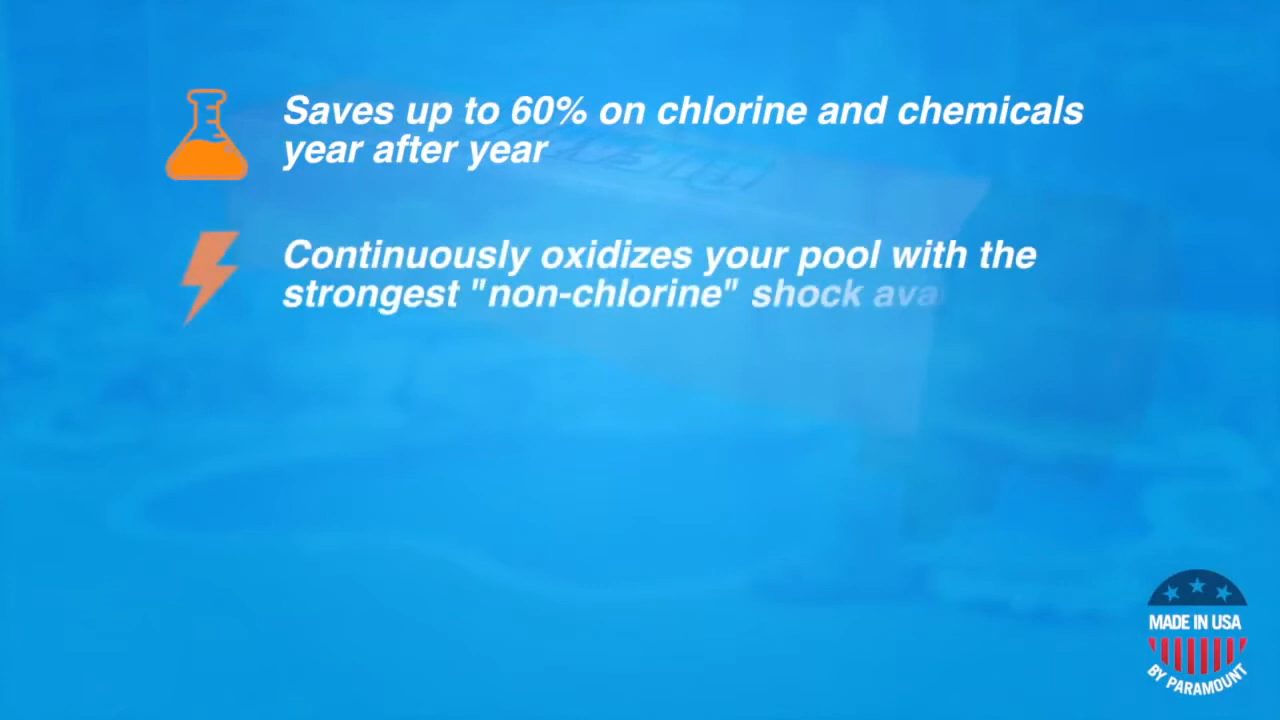 Saves up to 60% on chlorine and chemicals
year after year
Continuously oxidizes your pool with the
strongest "non-chlorine" shock ava
MADE IN USA
BY PARAMOUNT